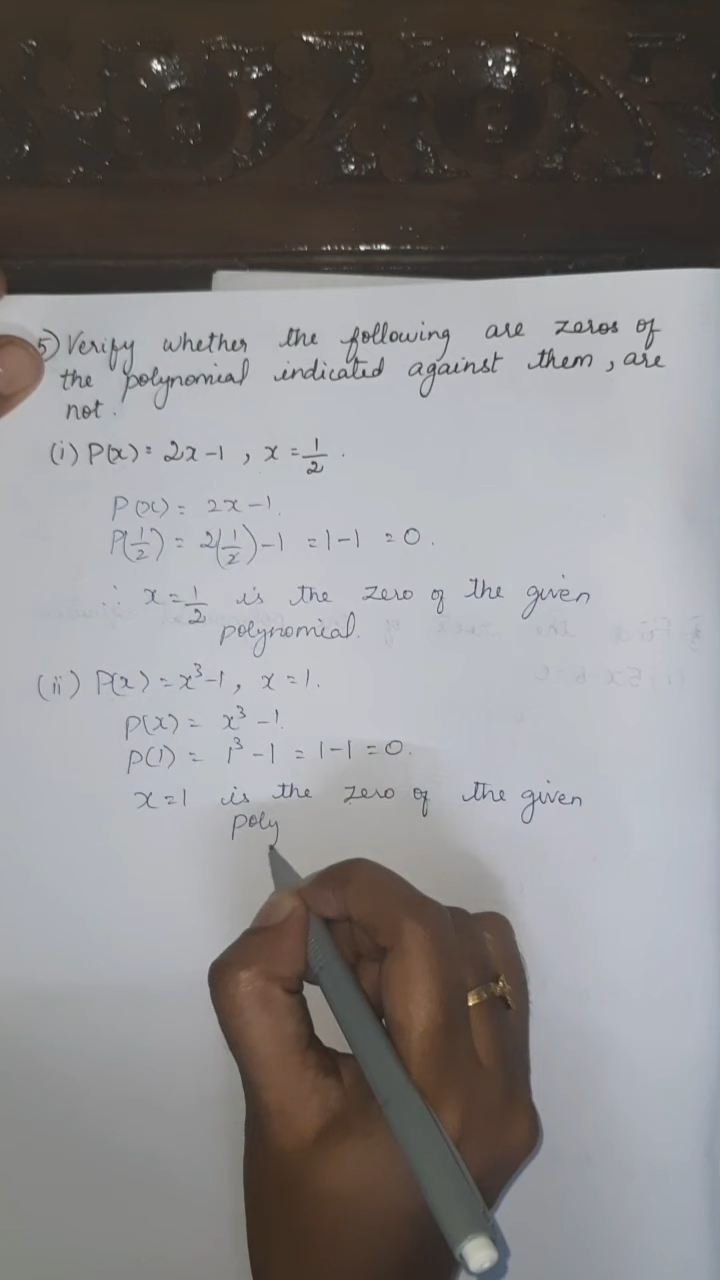 5) Verify whether the following are zeros of
the polynomial indicated against them, are
not.
(i) P(x) = 2x-1, x = 1/2.
P(x) = 2x-1.
P(1/2) = 2(1/2)-1 = 1-1 = 0.
∴ x = 1/2 is the zero of the given
polynomial.
(ii) P(x) = x³-1, x = 1.
P(x) = x³-1.
P(1) = 1³-1 = 1-1 = 0.
x=1 is the zero of the given
poly